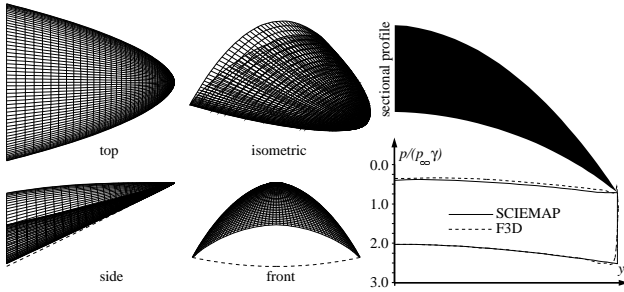 top
isometric
side
front
sectional profile
p/(p∞γ)
0.0
1.0
2.0
3.0
SCIEMAP
F3D
y